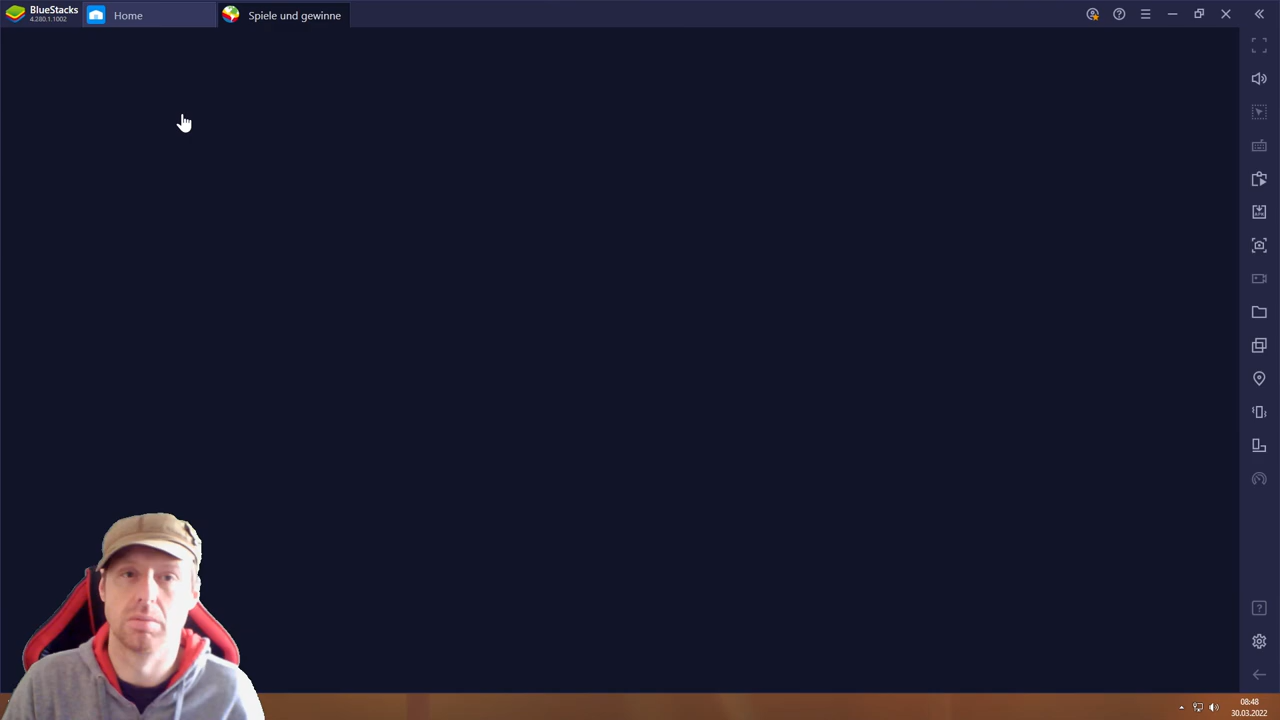 BlueStacks
4.280.1.1002
Home
Spiele und gewinne
08:48
30.03.2022